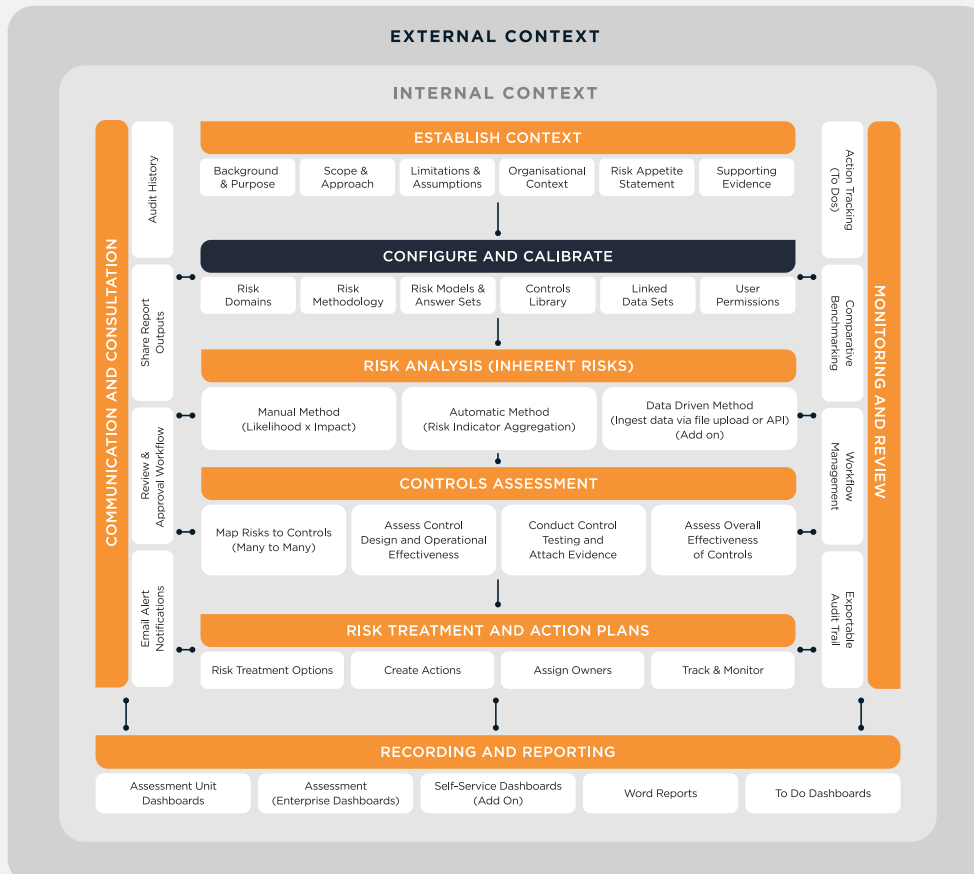 EXTERNAL CONTEXT
INTERNAL CONTEXT
COMMUNICATION AND CONSULTATION
Audit History
Share Report
Outputs
Review &
Approval Workflow
Email Alert
Notifications
ESTABLISH CONTEXT
Background
& Purpose
Scope &
Approach
Limitations &
Assumptions
Organisational
Context
Risk Appetite
Statement
Supporting
Evidence
CONFIGURE AND CALIBRATE
Risk
Domains
Risk
Methodology
Risk Models &
Answer Sets
Controls
Library
Linked
Data Sets
User
Permissions
RISK ANALYSIS (INHERENT RISKS)
Manual Method
(Likelihood x Impact)
Automatic Method
(Risk Indicator Aggregation)
Data Driven Method
(Ingest data via file upload or API)
(Add on)
CONTROLS ASSESSMENT
Map Risks to Controls
(Many to Many)
Assess Control
Design and Operational
Effectiveness
Conduct Control
Testing and
Attach Evidence
Assess Overall
Effectiveness
of Controls
RISK TREATMENT AND ACTION PLANS
Risk Treatment Options
Create Actions
Assign Owners
Track & Monitor
Action Tracking
(To Dos)
Comparative
Benchmarking
Workflow
Management
Exportable
Audit Trail
MONITORING AND REVIEW
RECORDING AND REPORTING
Assessment Unit
Dashboards
Assessment
(Enterprise Dashboards)
Self-Service Dashboards
(Add On)
Word Reports
To Do Dashboards